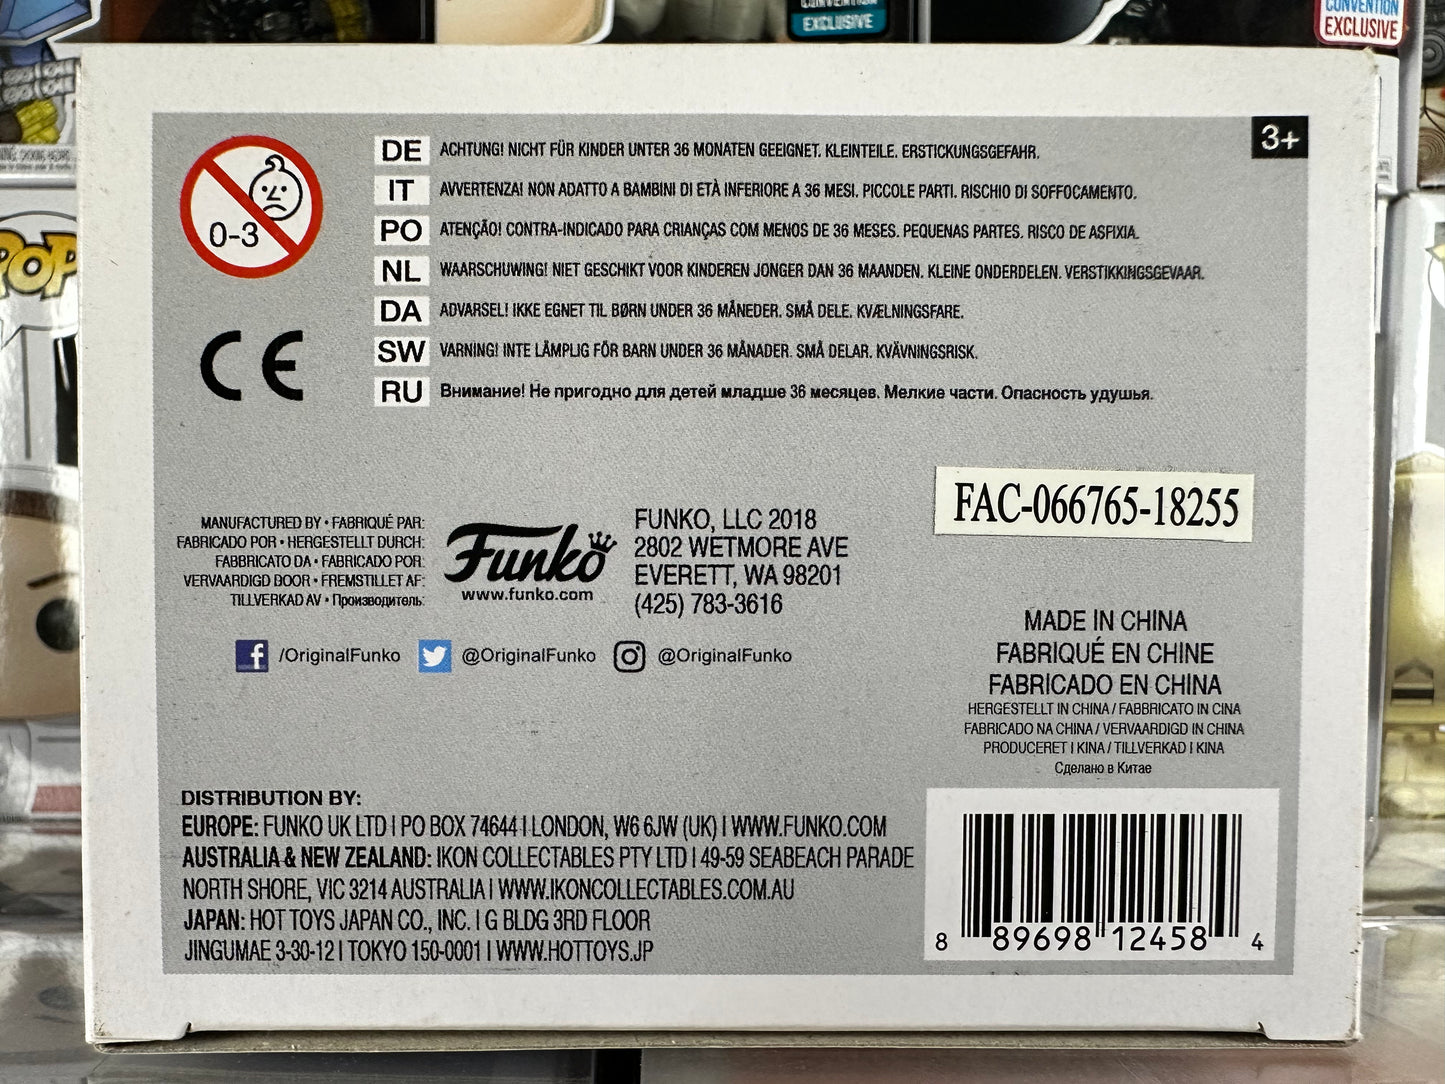 CONVENTION
EXCLUSIVE
CONVENTION
EXCLUSIVE
POP
3+
0-3
DE ACHTUNG! NICHT FÜR KINDER UNTER 36 MONATEN GEEIGNET. KLEINTEILE. ERSTICKUNGSGEFAHR.
IT AVVERTENZA! NON ADATTO A BAMBINI DI ETÀ INFERIORE A 36 MESI. PICCOLE PARTI. RISCHIO DI SOFFOCAMENTO.
PO ATENÇÃO! CONTRA-INDICADO PARA CRIANÇAS COM MENOS DE 36 MESES. PEQUENAS PARTES. RISCO DE ASFIXIA.
NL WAARSCHUWING! NIET GESCHIKT VOOR KINDEREN JONGER DAN 36 MAANDEN. KLEINE ONDERDELEN. VERSTIKKINGSGEVAAR.
DA ADVARSEL! IKKE EGNET TIL BØRN UNDER 36 MÅNEDER. SMÅ DELE. KVÆLNINGSFARE.
SW VARNING! INTE LÄMPLIG FÖR BARN UNDER 36 MÅNADER. SMÅ DELAR. KVÄVNINGSRISK.
RU Внимание! Не пригодно для детей младше 36 месяцев. Мелкие части. Опасность удушья.
CE
FAC-066765-18255
MANUFACTURED BY • FABRIQUÉ PAR:
FABRICADO POR • HERGESTELLT DURCH:
FABBRICATO DA • FABRICADO POR:
VERVAARDIGD DOOR • FREMSTILLET AF:
TILLVERKAD AV • Производитель:
Funko
www.funko.com
FUNKO, LLC 2018
2802 WETMORE AVE
EVERETT, WA 98201
(425) 783-3616
/OriginalFunko @OriginalFunko @OriginalFunko
MADE IN CHINA
FABRIQUÉ EN CHINE
FABRICADO EN CHINA
HERGESTELLT IN CHINA / FABBRICATO IN CINA
FABRICADO NA CHINA / VERVAARDIGD IN CHINA
PRODUCERET I KINA / TILLVERKAD I KINA
Сделано в Китае
DISTRIBUTION BY:
EUROPE: FUNKO UK LTD I PO BOX 74644 I LONDON, W6 6JW (UK) I WWW.FUNKO.COM
AUSTRALIA & NEW ZEALAND: IKON COLLECTABLES PTY LTD I 49-59 SEABEACH PARADE
NORTH SHORE, VIC 3214 AUSTRALIA I WWW.IKONCOLLECTABLES.COM.AU
JAPAN: HOT TOYS JAPAN CO., INC. I G BLDG 3RD FLOOR
JINGUMAE 3-30-12 I TOKYO 150-0001 I WWW.HOTTOYS.JP
8 89698 12458 4